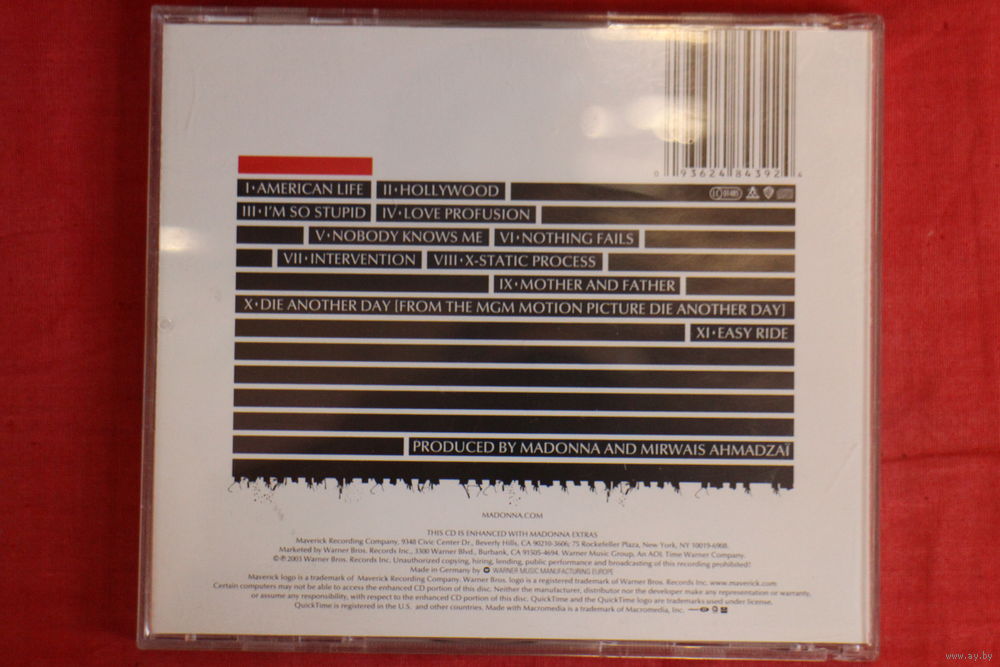 0 93624 84392 4
I•AMERICAN LIFE II•HOLLYWOOD
III•I'M SO STUPID IV•LOVE PROFUSION
V•NOBODY KNOWS ME VI•NOTHING FAILS
VII•INTERVENTION VIII•X-STATIC PROCESS
IX•MOTHER AND FATHER
X•DIE ANOTHER DAY [FROM THE MGM MOTION PICTURE DIE ANOTHER DAY]
XI•EASY RIDE
PRODUCED BY MADONNA AND MIRWAIS AHMADZAÏ
MADONNA.COM
THIS CD IS ENHANCED WITH MADONNA EXTRAS
Maverick Recording Company, 9348 Civic Center Dr., Beverly Hills, CA 90210-3606; 75 Rockefeller Plaza, New York, NY 10019-6908.
Marketed by Warner Bros. Records Inc., 3300 Warner Blvd., Burbank, CA 91505-4694. Warner Music Group, An AOL Time Warner Company.
©℗2003 Warner Bros. Records Inc. Unauthorized copying, hiring, lending, public performance and broadcasting of this recording prohibited!
Made in Germany by WARNER MUSIC MANUFACTURING EUROPE
Maverick logo is a trademark of Maverick Recording Company. Warner Bros. logo is a registered trademark of Warner Bros. Records Inc. www.maverick.com
Certain computers may not be able to access the enhanced CD portion of this disc. Neither the manufacturer, distributor nor the developer make any representation or warranty,
or assume any responsibility, with respect to the enhanced CD portion of this disc. QuickTime and the QuickTime logo are trademarks used under license.
QuickTime is registered in the U.S. and other countries. Made with Macromedia is a trademark of Macromedia, Inc.
www.ay.by